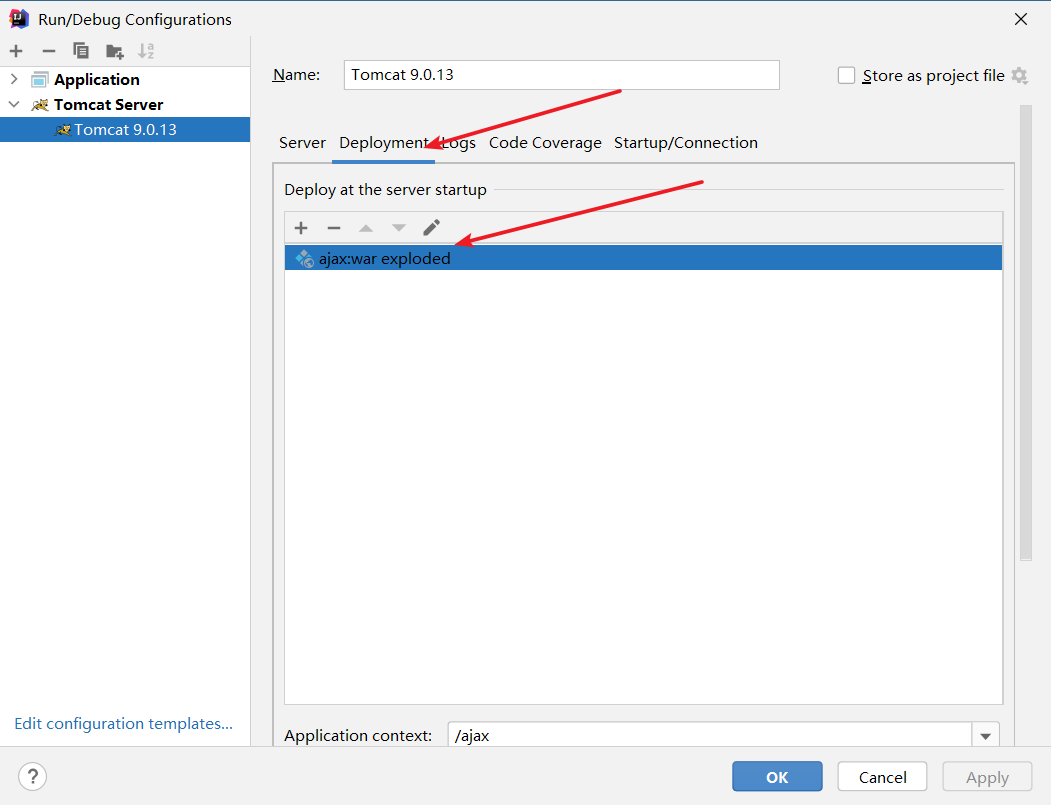 Run/Debug Configurations
Application
Tomcat Server
Tomcat 9.0.13
Edit configuration templates...
Name: Tomcat 9.0.13 Store as project file
Server Deployment Logs Code Coverage Startup/Connection
Deploy at the server startup
ajax:war exploded
Application context: /ajax
? OK Cancel Apply